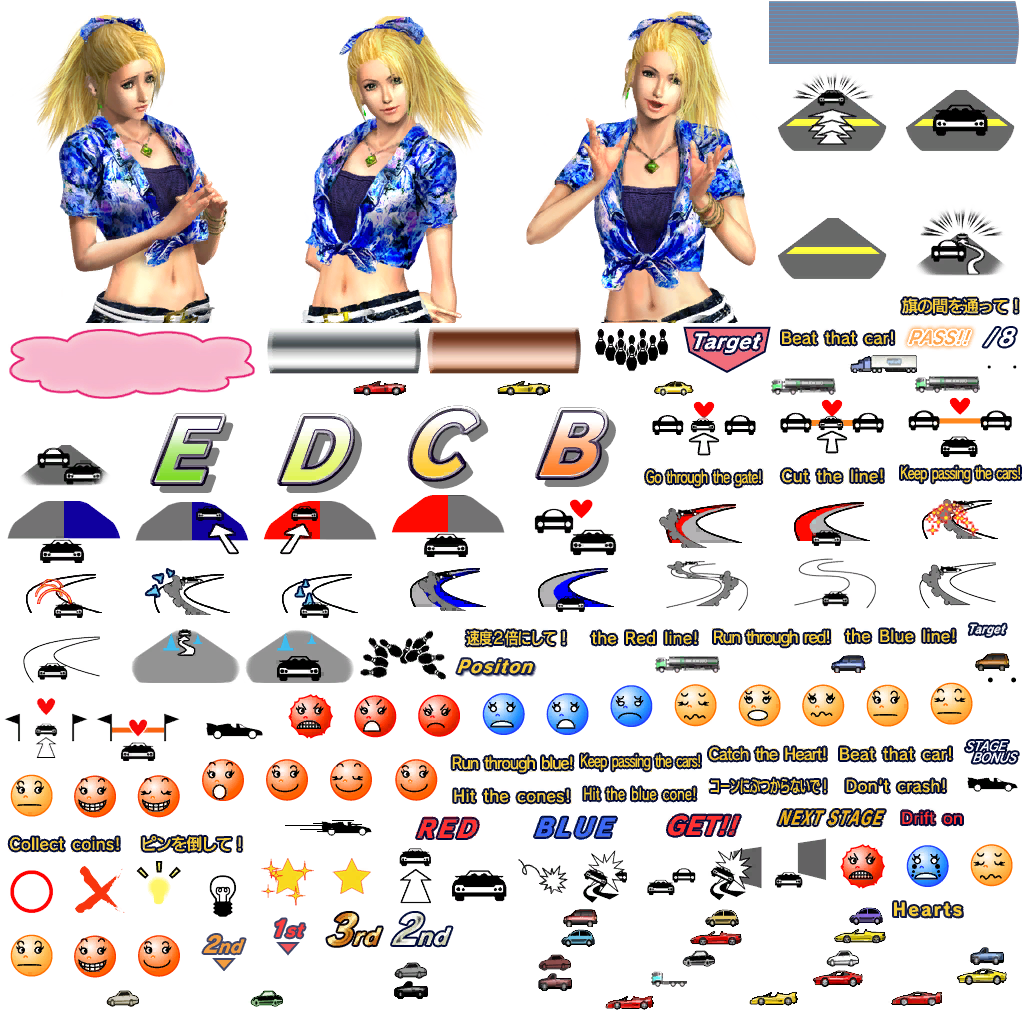 旗の間を通って!
Target
Beat that car!
PASS!!
/8
E
D
C
B
Go through the gate!
Cut the line!
Keep passing the cars!
速度2倍にして!
the Red line!
Run through red!
the Blue line!
Target
Positon
Run through blue!
Keep passing the cars!
Catch the Heart!
Beat that car!
STAGE
BONUS
Hit the cones!
Hit the blue cone!
コーンにぶつからないで!
Don't crash!
RED
BLUE
GET!!
NEXT STAGE
Drift on
Collect coins!
ピンを倒して!
Hearts
2nd
1st
3rd
2nd